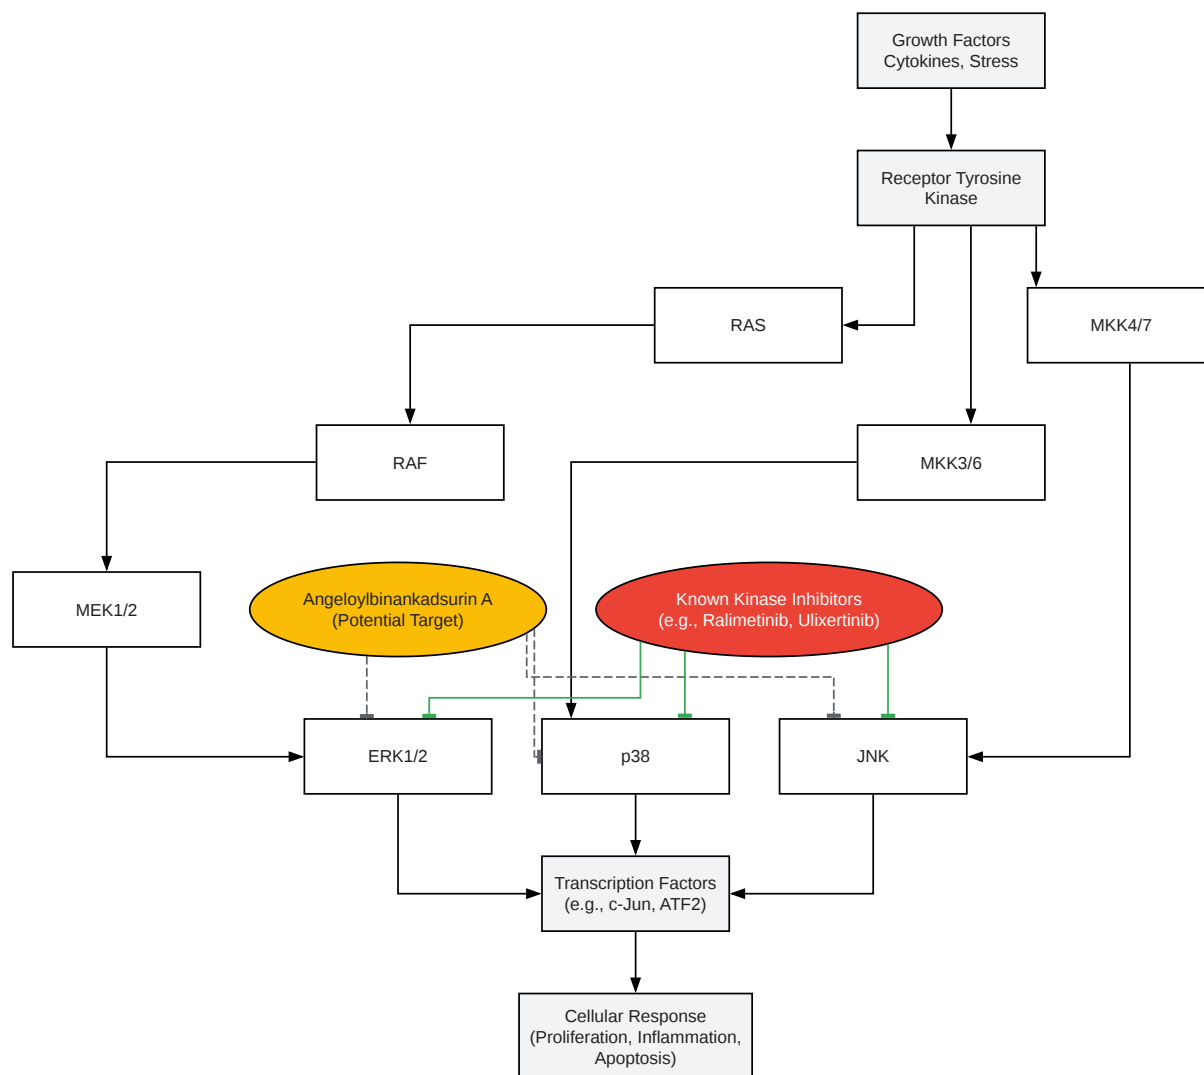 Growth Factors
Cytokines, Stress
Receptor Tyrosine
Kinase
RAS
MKK4/7
RAF
MKK3/6
MEK1/2
Angeloylbinankadsurin A
(Potential Target)
Known Kinase Inhibitors
(e.g., Ralimetinib, Ulixertinib)
ERK1/2
p38
JNK
Transcription Factors
(e.g., c-Jun, ATF2)
Cellular Response
(Proliferation, Inflammation,
Apoptosis)